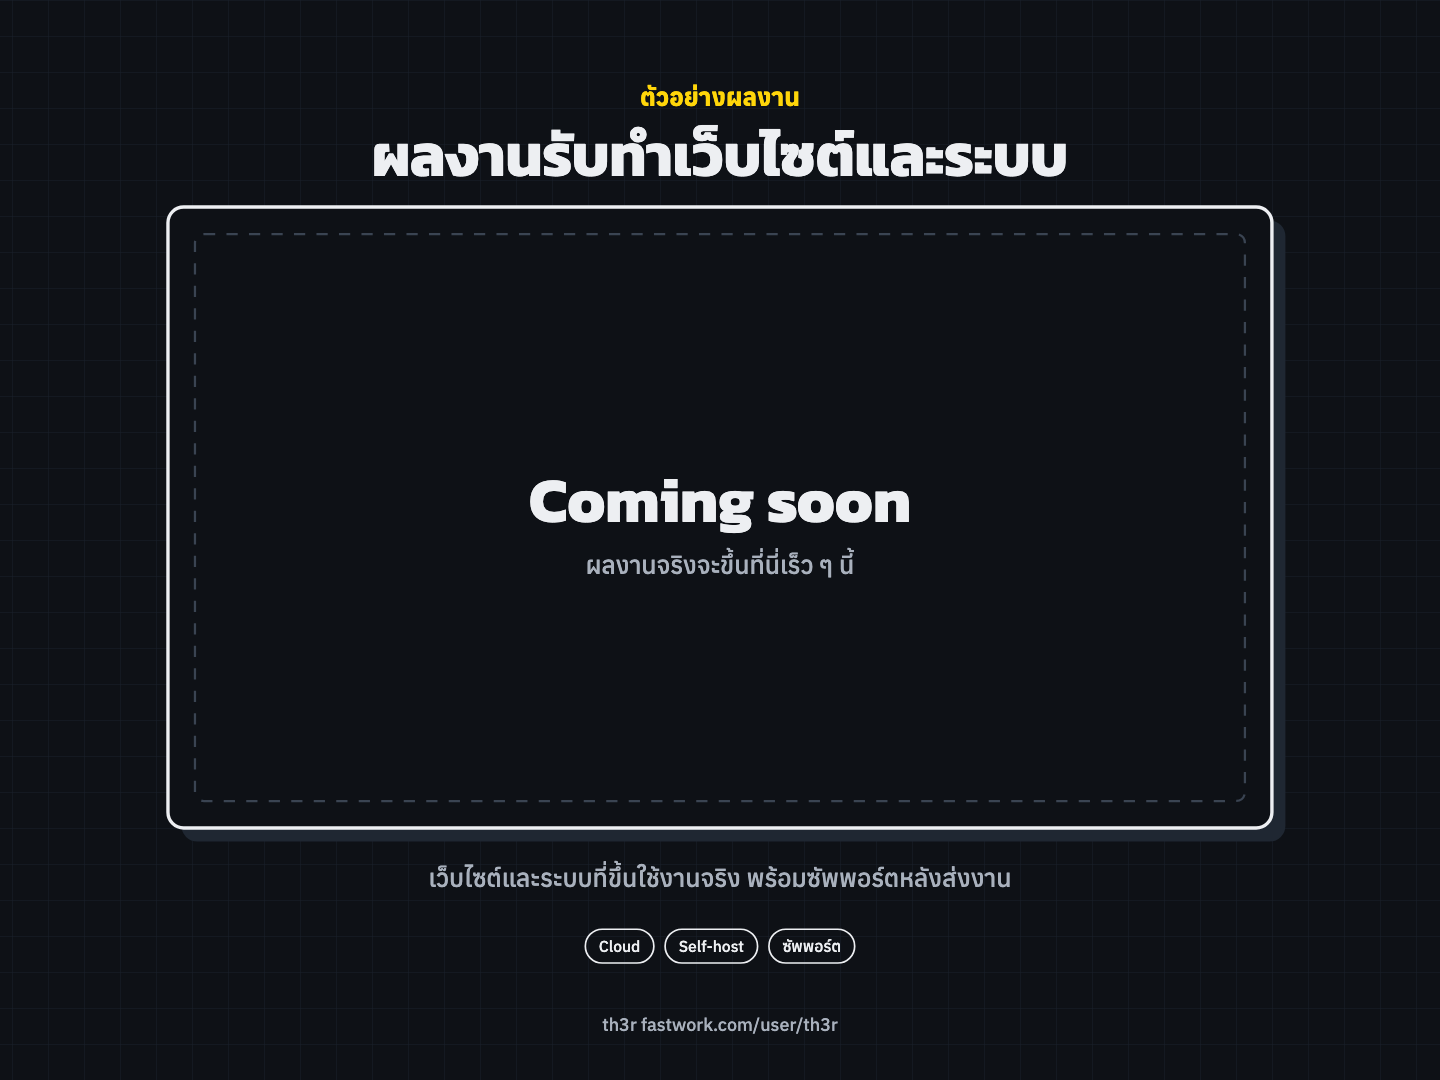 ตัวอย่างผลงาน
ผลงานรับทำเว็บไซต์และระบบ
Coming soon
ผลงานจริงจะขึ้นที่นี่เร็ว ๆ นี้
เว็บไซต์และระบบที่ขึ้นใช้งานจริง พร้อมซัพพอร์ตหลังส่งงาน
Cloud Self-host ซัพพอร์ต
th3r fastwork.com/user/th3r